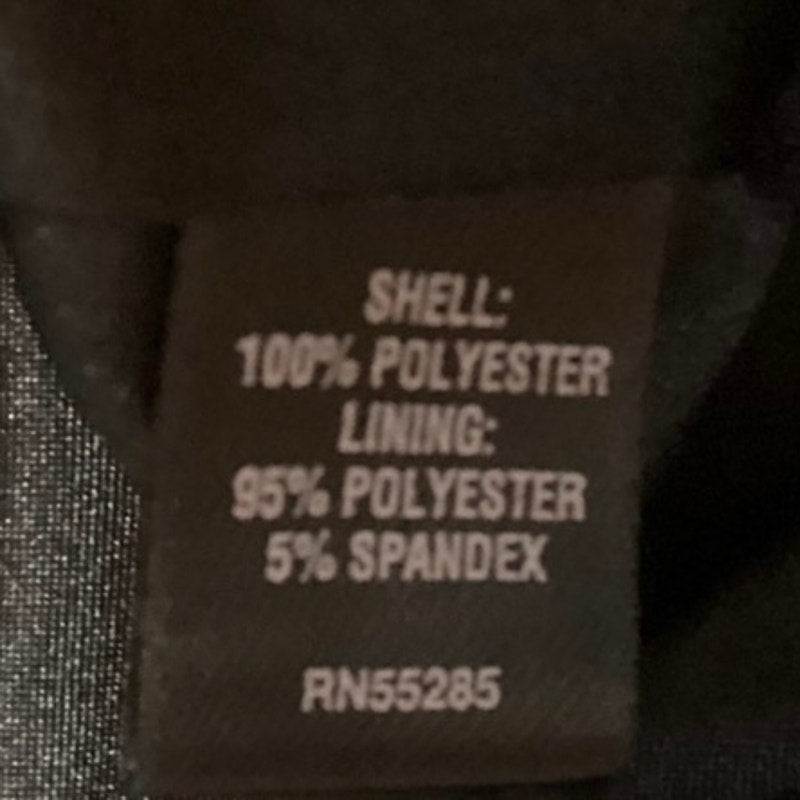 SHELL:
100% POLYESTER
LINING:
95% POLYESTER
5% SPANDEX
RN55285